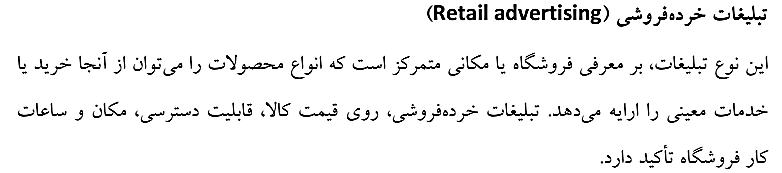 تبلیغات خرده‌فروشی (Retail advertising)
این نوع تبلیغات، بر معرفی فروشگاه یا مکانی متمرکز است که انواع محصولات را می‌توان از آنجا خرید یا
خدمات معینی را ارایه می‌دهد. تبلیغات خرده‌فروشی، روی قیمت کالا، قابلیت دسترسی، مکان و ساعات
کار فروشگاه تأکید دارد.